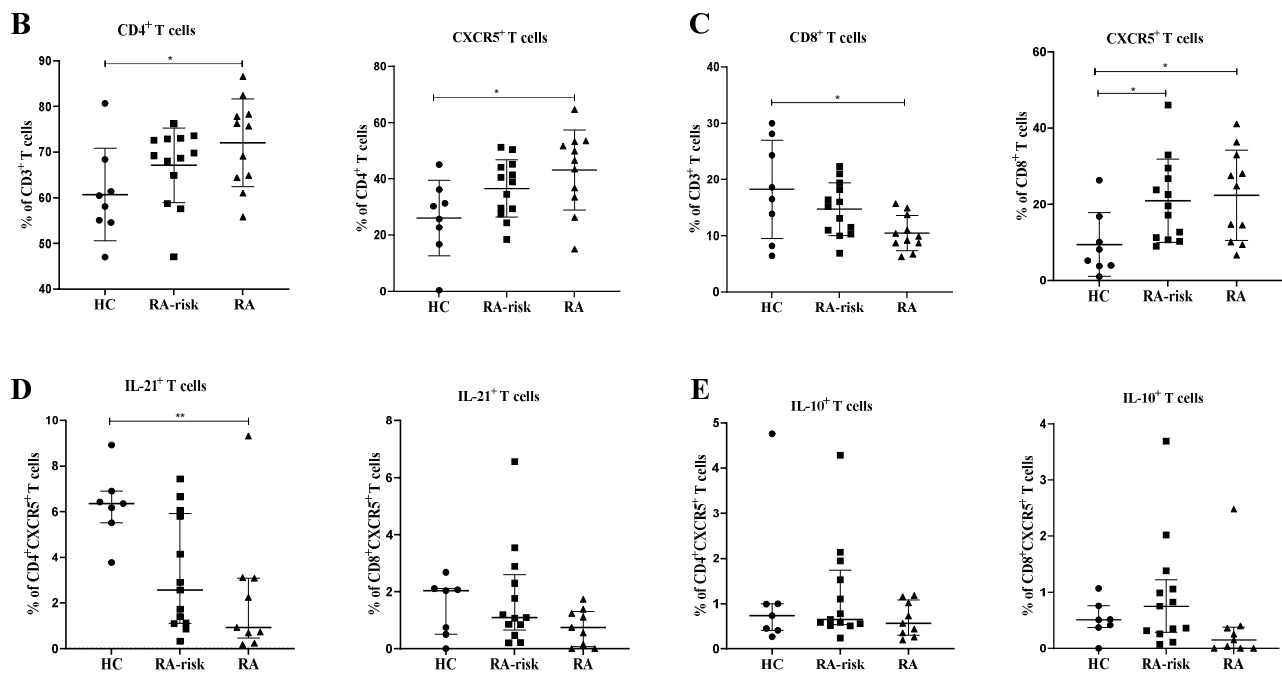 B
CD4+ T cells
% of CD3+ T cells
90
80
70
60
50
40
*
HC
RA-risk
RA
CXCR5+ T cells
% of CD4+ T cells
80
60
40
20
0
*
HC
RA-risk
RA
C
CD8+ T cells
% of CD3+ T cells
40
30
20
10
0
*
HC
RA-risk
RA
CXCR5+ T cells
% of CD8+ T cells
60
40
20
0
*
*
HC
RA-risk
RA
D
IL-21+ T cells
% of CD4+CXCR5+ T cells
10
8
6
4
2
0
**
HC
RA-risk
RA
IL-21+ T cells
% of CD8+CXCR5+ T cells
8
6
4
2
0
HC
RA-risk
RA
E
IL-10+ T cells
% of CD4+CXCR5+ T cells
5
4
3
2
1
0
HC
RA-risk
RA
IL-10+ T cells
% of CD8+CXCR5+ T cells
4
3
2
1
0
HC
RA-risk
RA